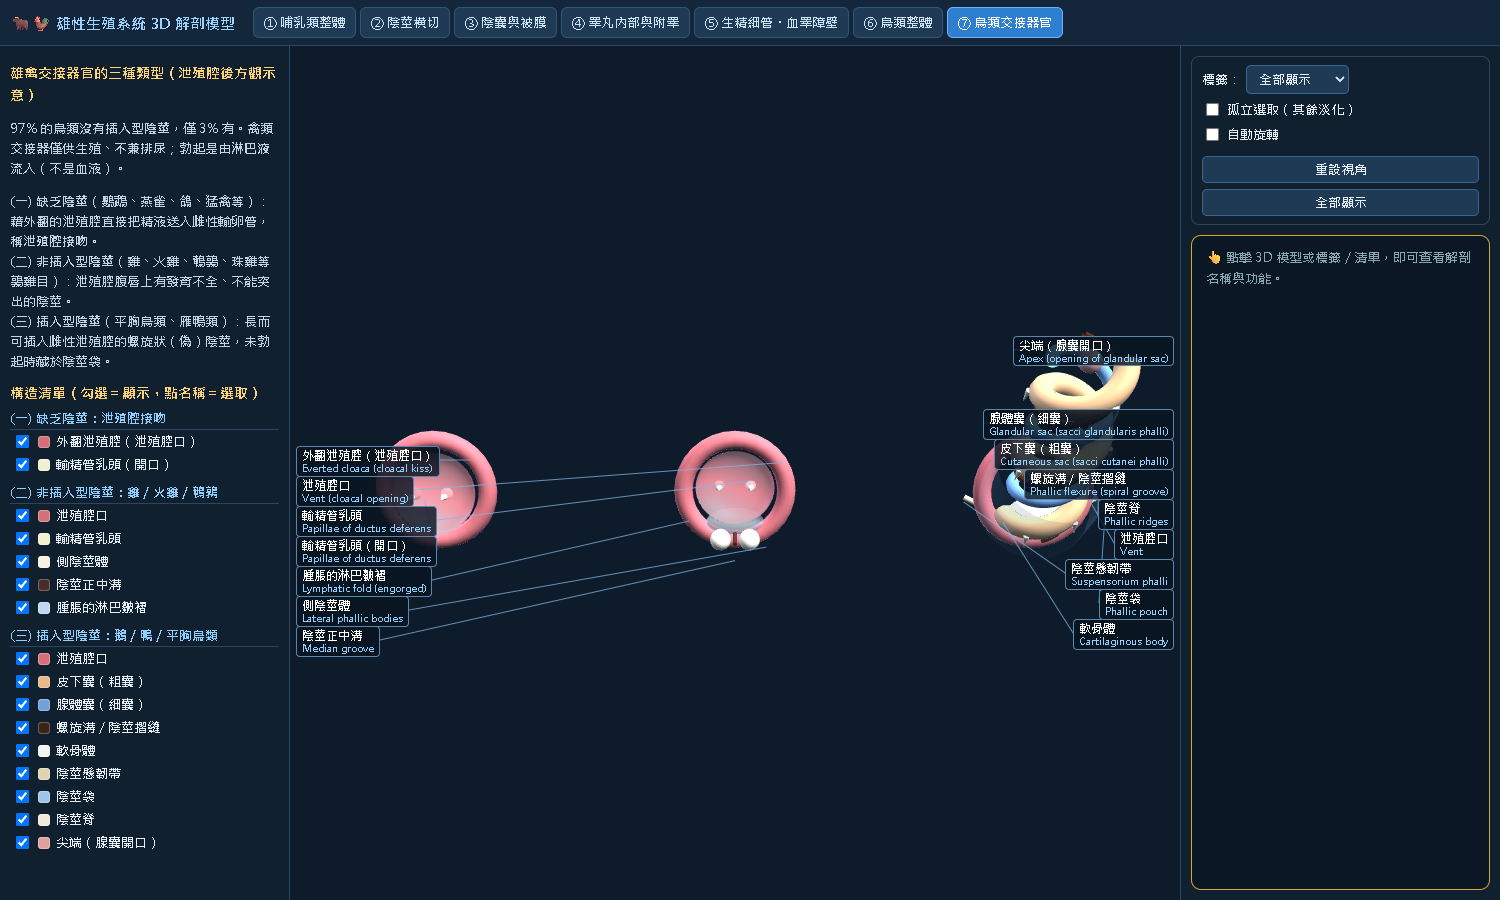 雄性生殖系統 3D 解剖模型
① 哺乳類整體
② 陰莖橫切
③ 陰囊與被膜
④ 睪丸內部與附睪
⑤ 生精細管・血睪障壁
⑥ 鳥類整體
⑦ 鳥類交接器官
雄禽交接器官的三種類型（泄殖腔後方觀示
意）
97% 的鳥類沒有插入型陰莖，僅 3% 有。禽類
交接器僅供生殖、不兼排尿；勃起是由淋巴液
流入（不是血液）。
(一) 缺乏陰莖（鸚鵡、燕雀、鴿、猛禽等）：
藉外翻的泄殖腔直接把精液送入雌性輸卵管，
稱泄殖腔接吻。
(二) 非插入型陰莖（雞、火雞、鵪鶉、珠雞等
鶉雞目）：泄殖腔腹唇上有發育不全、不能突
出的陰莖。
(三) 插入型陰莖（平胸鳥類、雁鴨類）：長而
可插入雌性泄殖腔的螺旋狀（偽）陰莖，未勃
起時藏於陰莖袋。
構造清單（勾選＝顯示，點名稱＝選取）
(一) 缺乏陰莖：泄殖腔接吻
外翻泄殖腔（泄殖腔口）
輸精管乳頭（開口）
(二) 非插入型陰莖：雞 / 火雞 / 鵪鶉
泄殖腔口
輸精管乳頭
側陰莖體
陰莖正中溝
腫脹的淋巴皺褶
(三) 插入型陰莖：鵝 / 鴨 / 平胸鳥類
泄殖腔口
皮下囊（粗囊）
腺體囊（細囊）
螺旋溝 / 陰莖摺縫
軟骨體
陰莖懸韌帶
陰莖袋
陰莖脊
尖端（腺囊開口）
外翻泄殖腔（泄殖腔口）
Everted cloaca (cloacal kiss)
泄殖腔口
Vent (cloacal opening)
輸精管乳頭
Papillae of ductus deferens
輸精管乳頭（開口）
Papillae of ductus deferens
腫脹的淋巴皺褶
Lymphatic fold (engorged)
側陰莖體
Lateral phallic bodies
陰莖正中溝
Median groove
尖端（腺囊開口）
Apex (opening of glandular sac)
腺體囊（細囊）
Glandular sac (sacci glandularis phalli)
皮下囊（粗囊）
Cutaneous sac (sacci cutanei phalli)
螺旋溝 / 陰莖摺縫
Phallic flexure (spiral groove)
陰莖脊
Phallic ridges
泄殖腔口
Vent
陰莖懸韌帶
Suspensorium phalli
陰莖袋
Phallic pouch
軟骨體
Cartilaginous body
標籤：
全部顯示
孤立選取（其餘淡化）
自動旋轉
重設視角
全部顯示
點擊 3D 模型或標籤 / 清單，即可查看解剖
名稱與功能。